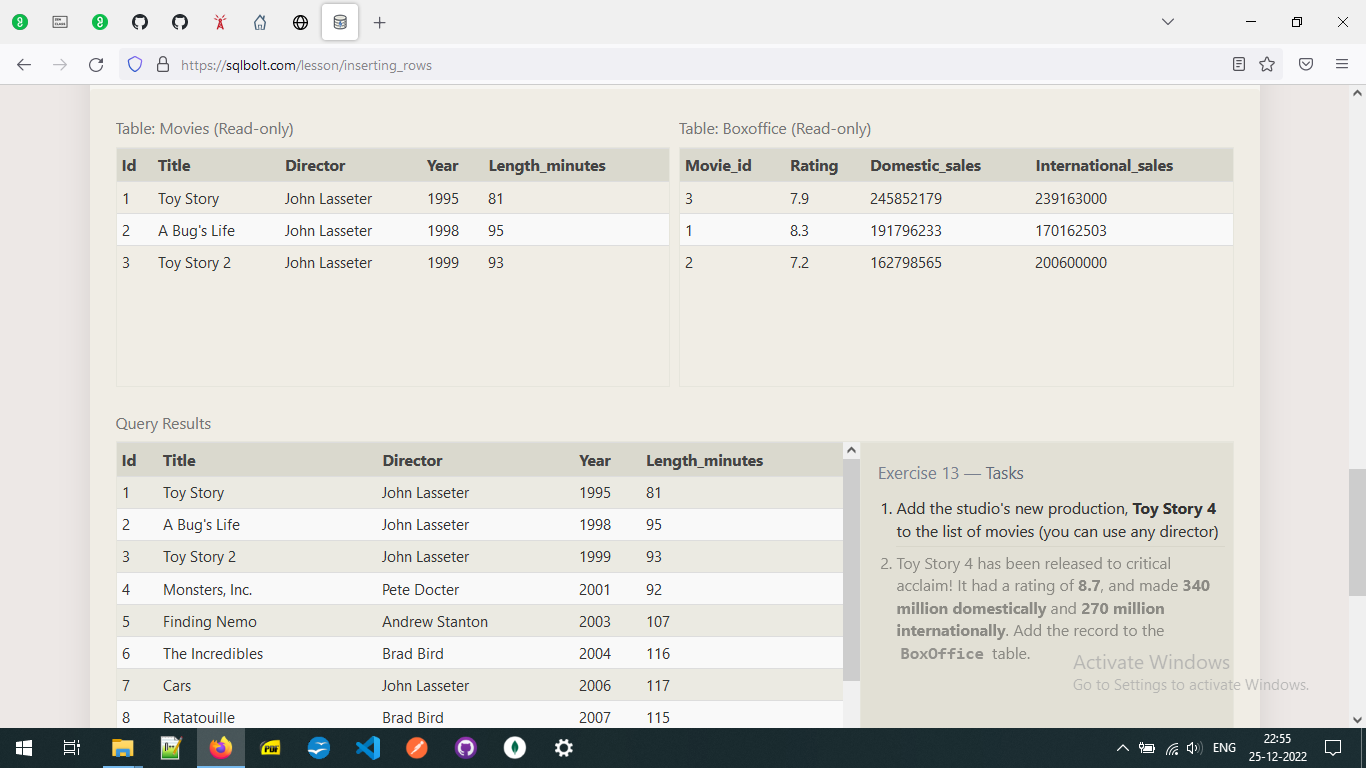 https://sqlbolt.com/lesson/inserting_rows
Table: Movies (Read-only)
Id Title Director Year Length_minutes
1 Toy Story John Lasseter 1995 81
2 A Bug's Life John Lasseter 1998 95
3 Toy Story 2 John Lasseter 1999 93
Table: Boxoffice (Read-only)
Movie_id Rating Domestic_sales International_sales
3 7.9 245852179 239163000
1 8.3 191796233 170162503
2 7.2 162798565 200600000
Query Results
Id Title Director Year Length_minutes
1 Toy Story John Lasseter 1995 81
2 A Bug's Life John Lasseter 1998 95
3 Toy Story 2 John Lasseter 1999 93
4 Monsters, Inc. Pete Docter 2001 92
5 Finding Nemo Andrew Stanton 2003 107
6 The Incredibles Brad Bird 2004 116
7 Cars John Lasseter 2006 117
8 Ratatouille Brad Bird 2007 115
Exercise 13 — Tasks
1. Add the studio's new production, Toy Story 4
to the list of movies (you can use any director)
2. Toy Story 4 has been released to critical
acclaim! It had a rating of 8.7, and made 340
million domestically and 270 million
internationally. Add the record to the
BoxOffice table.
Activate Windows
Go to Settings to activate Windows.
PDF
ENG
22:55
25-12-2022